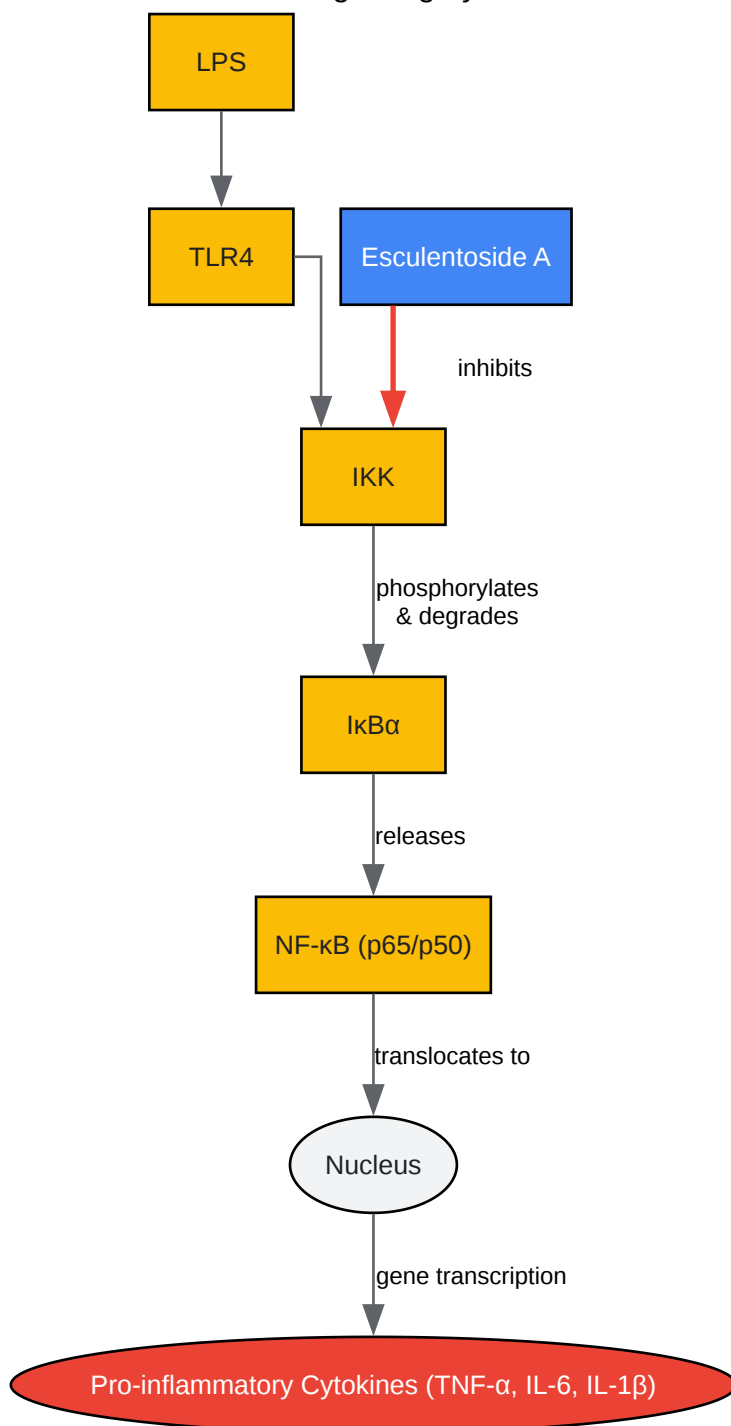 LPS
TLR4
Esculentoside A
inhibits
IKK
phosphorylates
& degrades
IκBα
releases
NF-κB (p65/p50)
translocates to
Nucleus
gene transcription
Pro-inflammatory Cytokines (TNF-α, IL-6, IL-1β)